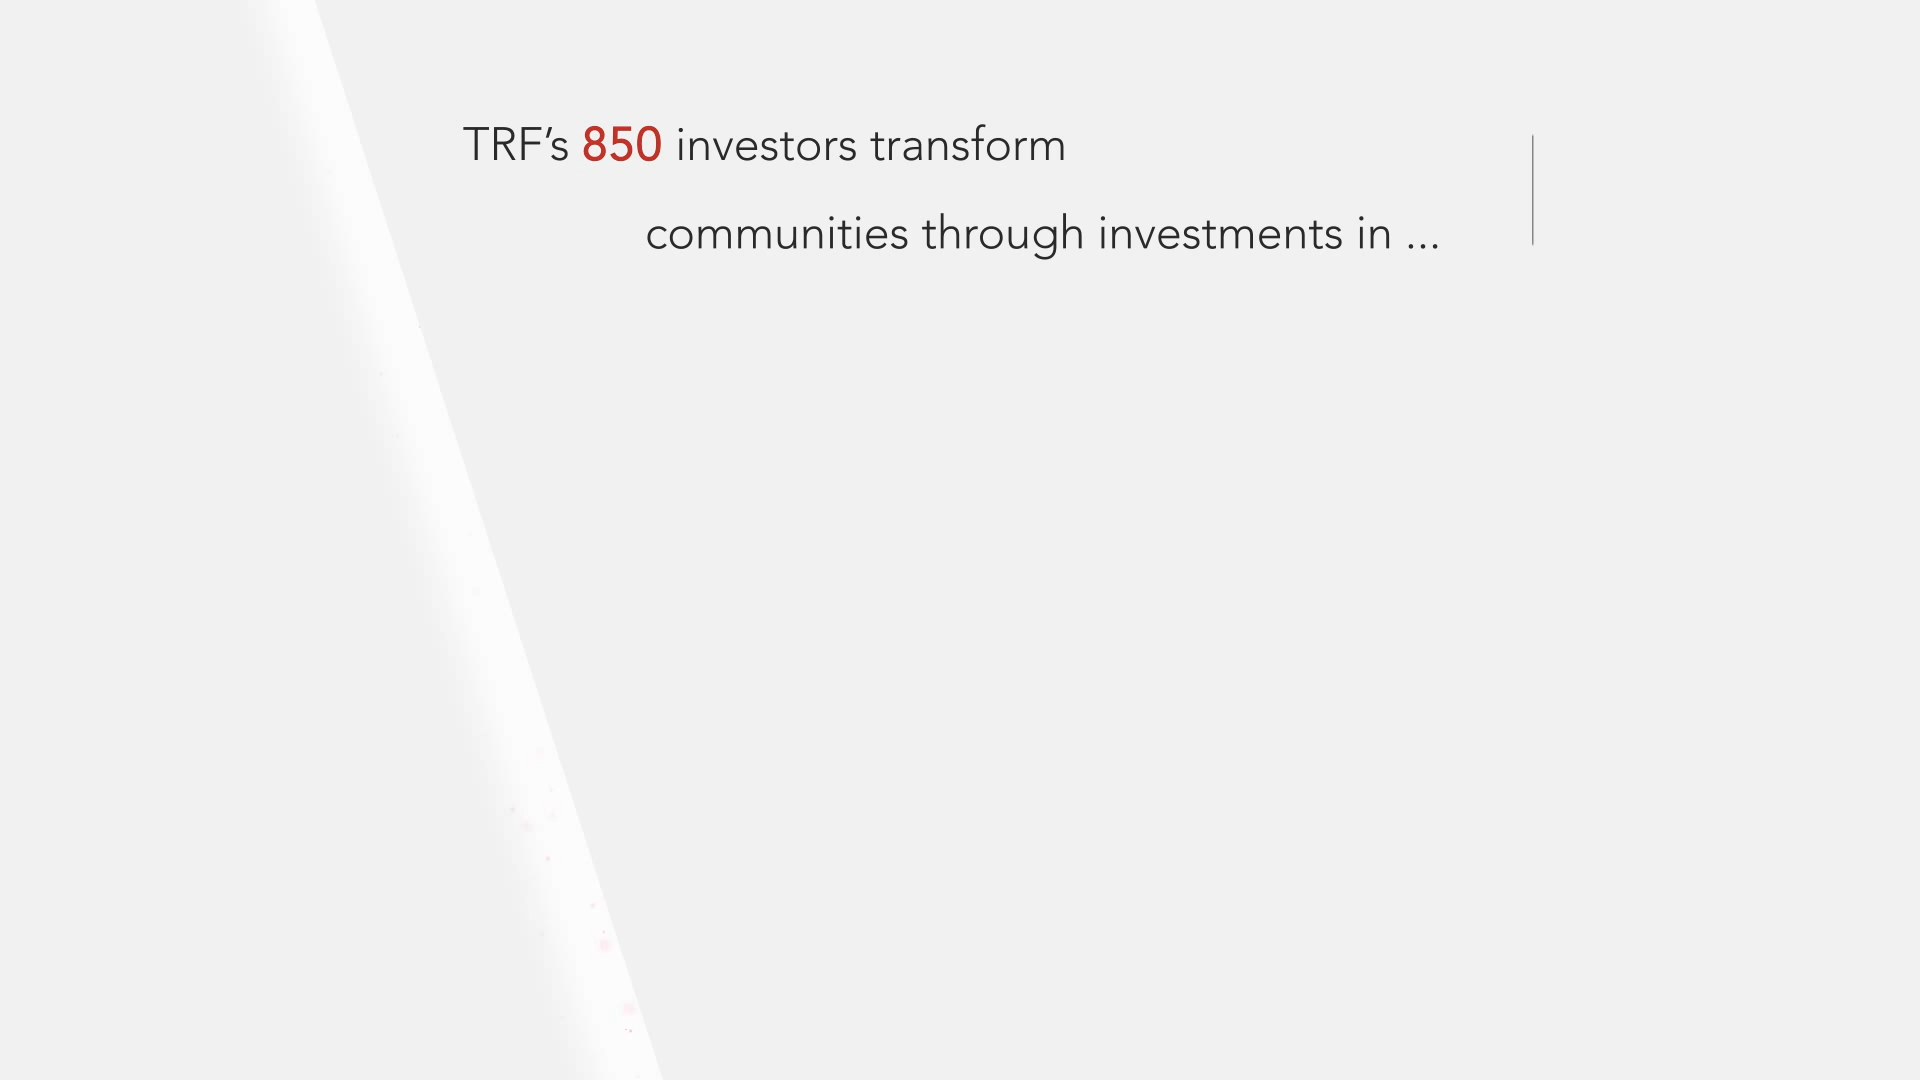 TRF’s 850 investors transform
communities through investments in ...